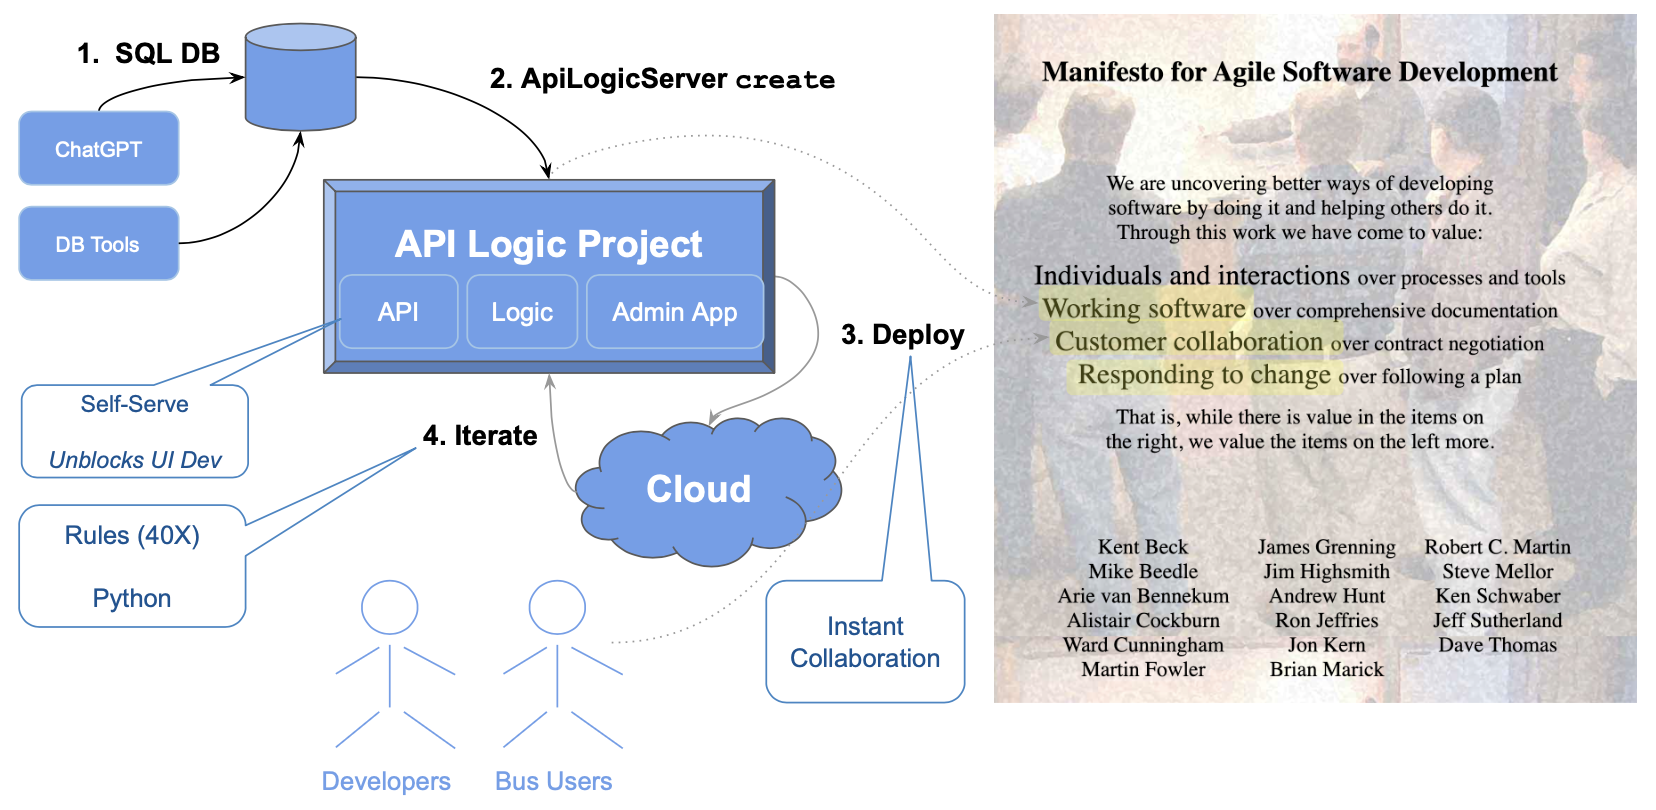 1.  SQL DB
2. ApiLogicServer create
ChatGPT
DB Tools
API Logic Project
API
Logic
Admin App
3. Deploy
Self-Serve
Unblocks UI Dev
4. Iterate
Cloud
Rules (40X)
Python
Instant
Collaboration
Developers
Bus Users
Manifesto for Agile Software Development
We are uncovering better ways of developing
software by doing it and helping others do it.
Through this work we have come to value:
Individuals and interactions over processes and tools
Working software over comprehensive documentation
Customer collaboration over contract negotiation
Responding to change over following a plan
That is, while there is value in the items on
the right, we value the items on the left more.
Kent Beck
Mike Beedle
Arie van Bennekum
Alistair Cockburn
Ward Cunningham
Martin Fowler
James Grenning
Jim Highsmith
Andrew Hunt
Ron Jeffries
Jon Kern
Brian Marick
Robert C. Martin
Steve Mellor
Ken Schwaber
Jeff Sutherland
Dave Thomas